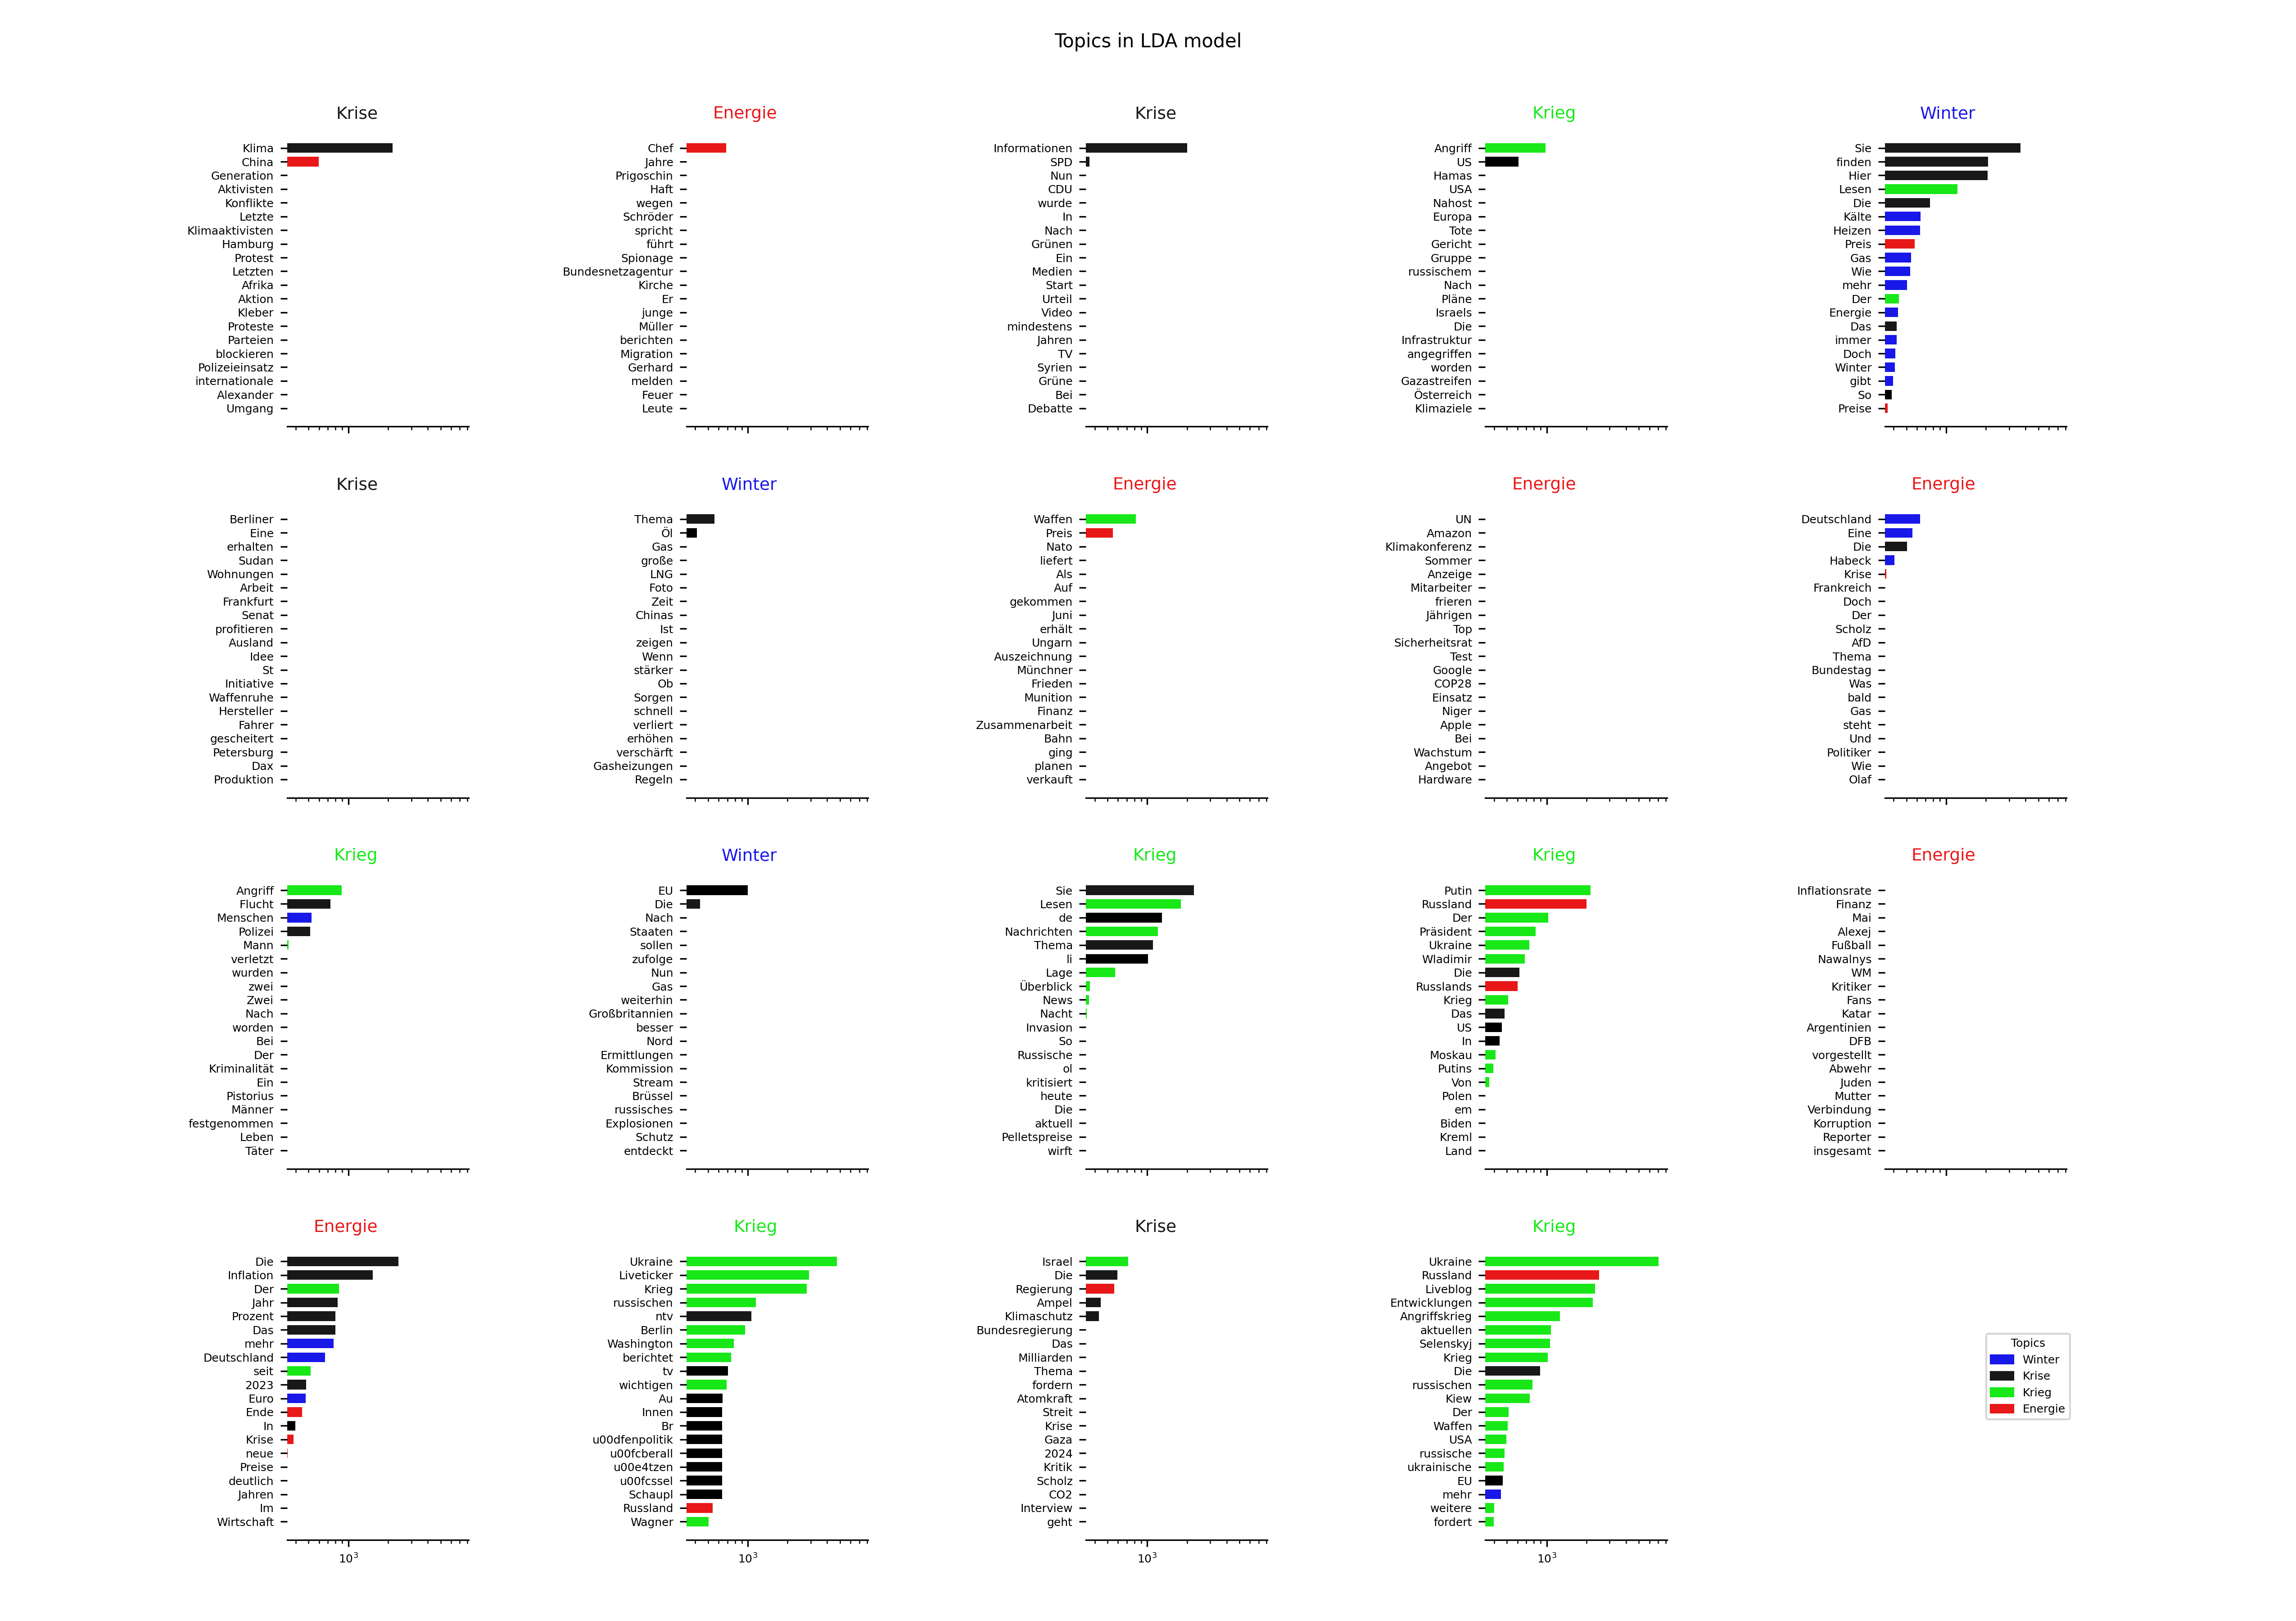 Topics in LDA model
Krise
Klima
China
Generation
Aktivisten
Konflikte
Letzte
Klimaaktivisten
Hamburg
Protest
Letzten
Afrika
Aktion
Kleber
Proteste
Parteien
blockieren
Polizeieinsatz
internationale
Alexander
Umgang
Energie
Chef
Jahre
Prigoschin
Haft
wegen
Schröder
spricht
führt
Spionage
Bundesnetzagentur
Kirche
Er
junge
Müller
berichten
Migration
Gerhard
melden
Feuer
Leute
Krise
Informationen
SPD
Nun
CDU
wurde
In
Nach
Grünen
Ein
Medien
Start
Urteil
Video
mindestens
Jahren
TV
Syrien
Grüne
Bei
Debatte
Krieg
Angriff
US
Hamas
USA
Nahost
Europa
Tote
Gericht
Gruppe
russischem
Nach
Pläne
Israels
Die
Infrastruktur
angegriffen
worden
Gazastreifen
Österreich
Klimaziele
Winter
Sie
finden
Hier
Lesen
Die
Kälte
Heizen
Preis
Gas
Wie
mehr
Der
Energie
Das
immer
Doch
Winter
gibt
So
Preise
Krise
Berliner
Eine
erhalten
Sudan
Wohnungen
Arbeit
Frankfurt
Senat
profitieren
Ausland
Idee
St
Initiative
Waffenruhe
Hersteller
Fahrer
gescheitert
Petersburg
Dax
Produktion
Winter
Thema
Öl
Gas
große
LNG
Foto
Zeit
Chinas
Ist
zeigen
Wenn
stärker
Ob
Sorgen
schnell
verliert
erhöhen
verschärft
Gasheizungen
Regeln
Energie
Waffen
Preis
Nato
liefert
Als
Auf
gekommen
Juni
erhält
Ungarn
Auszeichnung
Münchner
Frieden
Munition
Finanz
Zusammenarbeit
Bahn
ging
planen
verkauft
Energie
UN
Amazon
Klimakonferenz
Sommer
Anzeige
Mitarbeiter
frieren
Jährigen
Top
Sicherheitsrat
Test
Google
COP28
Einsatz
Niger
Apple
Bei
Wachstum
Angebot
Hardware
Energie
Deutschland
Eine
Die
Habeck
Krise
Frankreich
Doch
Der
Scholz
AfD
Thema
Bundestag
Was
bald
Gas
steht
Und
Politiker
Wie
Olaf
Krieg
Angriff
Flucht
Menschen
Polizei
Mann
verletzt
wurden
zwei
Zwei
Nach
worden
Bei
Der
Kriminalität
Ein
Pistorius
Männer
festgenommen
Leben
Täter
Winter
EU
Die
Nach
Staaten
sollen
zufolge
Nun
Gas
weiterhin
Großbritannien
besser
Nord
Ermittlungen
Kommission
Stream
Brüssel
russisches
Explosionen
Schutz
entdeckt
Krieg
Sie
Lesen
de
Nachrichten
Thema
li
Lage
Überblick
News
Nacht
Invasion
So
Russische
ol
kritisiert
heute
Die
aktuell
Pelletspreise
wirft
Krieg
Putin
Russland
Der
Präsident
Ukraine
Wladimir
Die
Russlands
Krieg
Das
US
In
Moskau
Putins
Von
Polen
em
Biden
Kreml
Land
Energie
Inflationsrate
Finanz
Mai
Alexej
Fußball
Nawalnys
WM
Kritiker
Fans
Katar
Argentinien
DFB
vorgestellt
Abwehr
Juden
Mutter
Verbindung
Korruption
Reporter
insgesamt
Energie
Die
Inflation
Der
Jahr
Prozent
Das
mehr
Deutschland
seit
2023
Euro
Ende
In
Krise
neue
Preise
deutlich
Jahren
Im
Wirtschaft
10³
Krieg
Ukraine
Liveticker
Krieg
russischen
ntv
Berlin
Washington
berichtet
tv
wichtigen
Au
Innen
Br
u00dfenpolitik
u00fcberall
u00e4tzen
u00fcssel
Schaupl
Russland
Wagner
10³
Krise
Israel
Die
Regierung
Ampel
Klimaschutz
Bundesregierung
Das
Milliarden
Thema
fordern
Atomkraft
Streit
Krise
Gaza
2024
Kritik
Scholz
CO2
Interview
geht
10³
Krieg
Ukraine
Russland
Liveblog
Entwicklungen
Angriffskrieg
aktuellen
Selenskyj
Krieg
Die
russischen
Kiew
Der
Waffen
USA
russische
ukrainische
EU
mehr
weitere
fordert
10³
Topics
Winter
Krise
Krieg
Energie